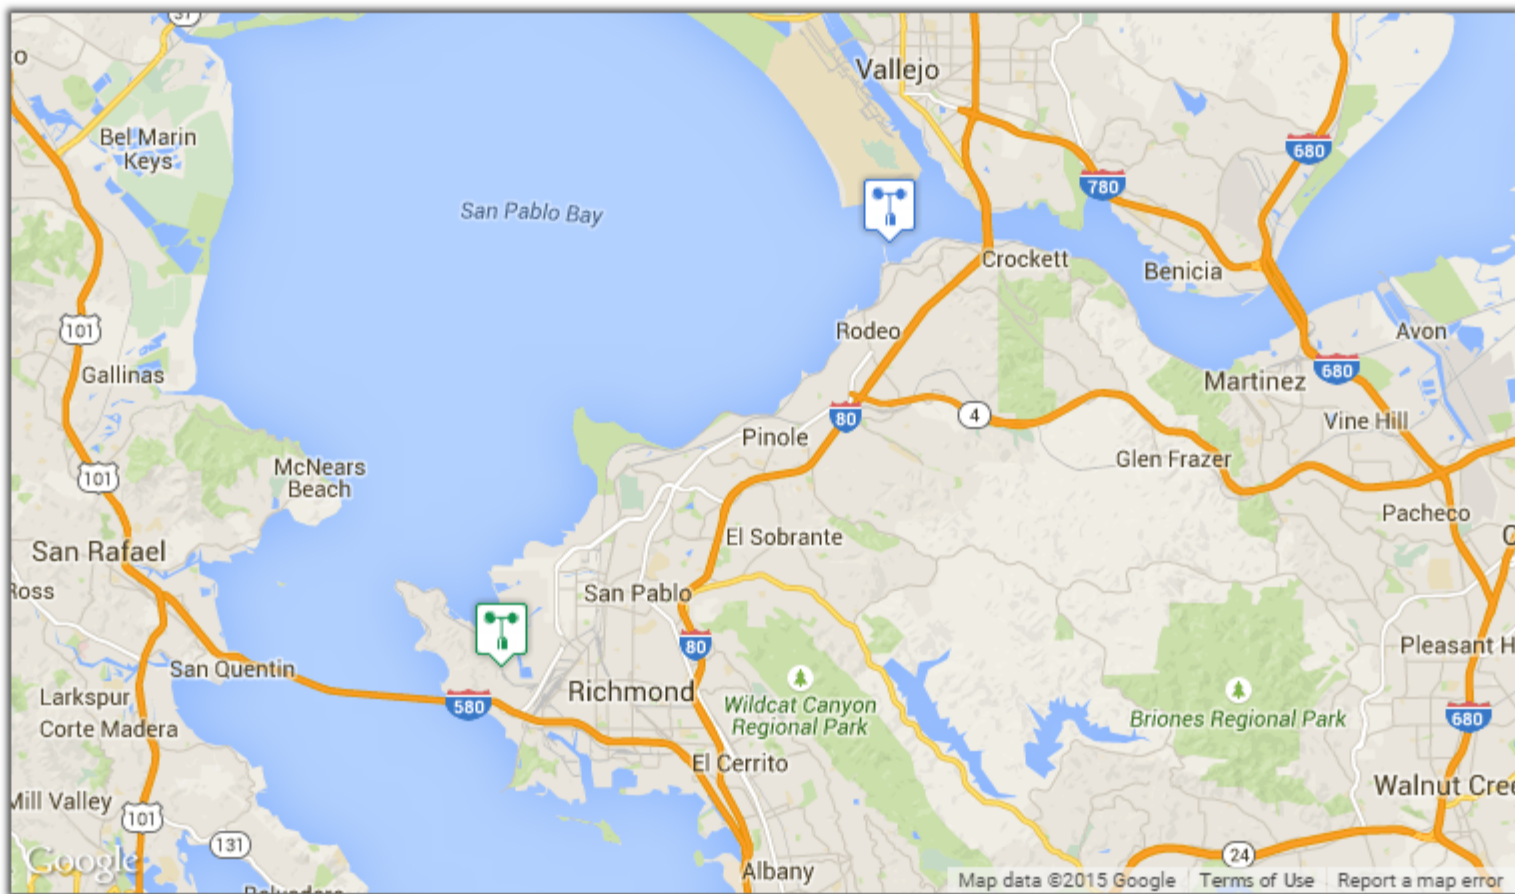 37
Vallejo
Bel Marin
Keys
680
780
San Pablo Bay
Crockett
Benicia
101
Rodeo
Avon
680
Gallinas
Martinez
80
4
Vine Hill
Pinole
McNears
Beach
Glen Frazer
101
Pacheco
San Rafael
El Sobrante
Ross
San Pablo
80
Pleasant H
San Quentin
Richmond
Larkspur
580
Wildcat Canyon
Regional Park
Briones Regional Park
680
Corte Madera
El Cerrito
Walnut Cree
Mill Valley
101
131
24
Google
Albany
Map data ©2015 Google
Terms of Use
Report a map error
Belvedere